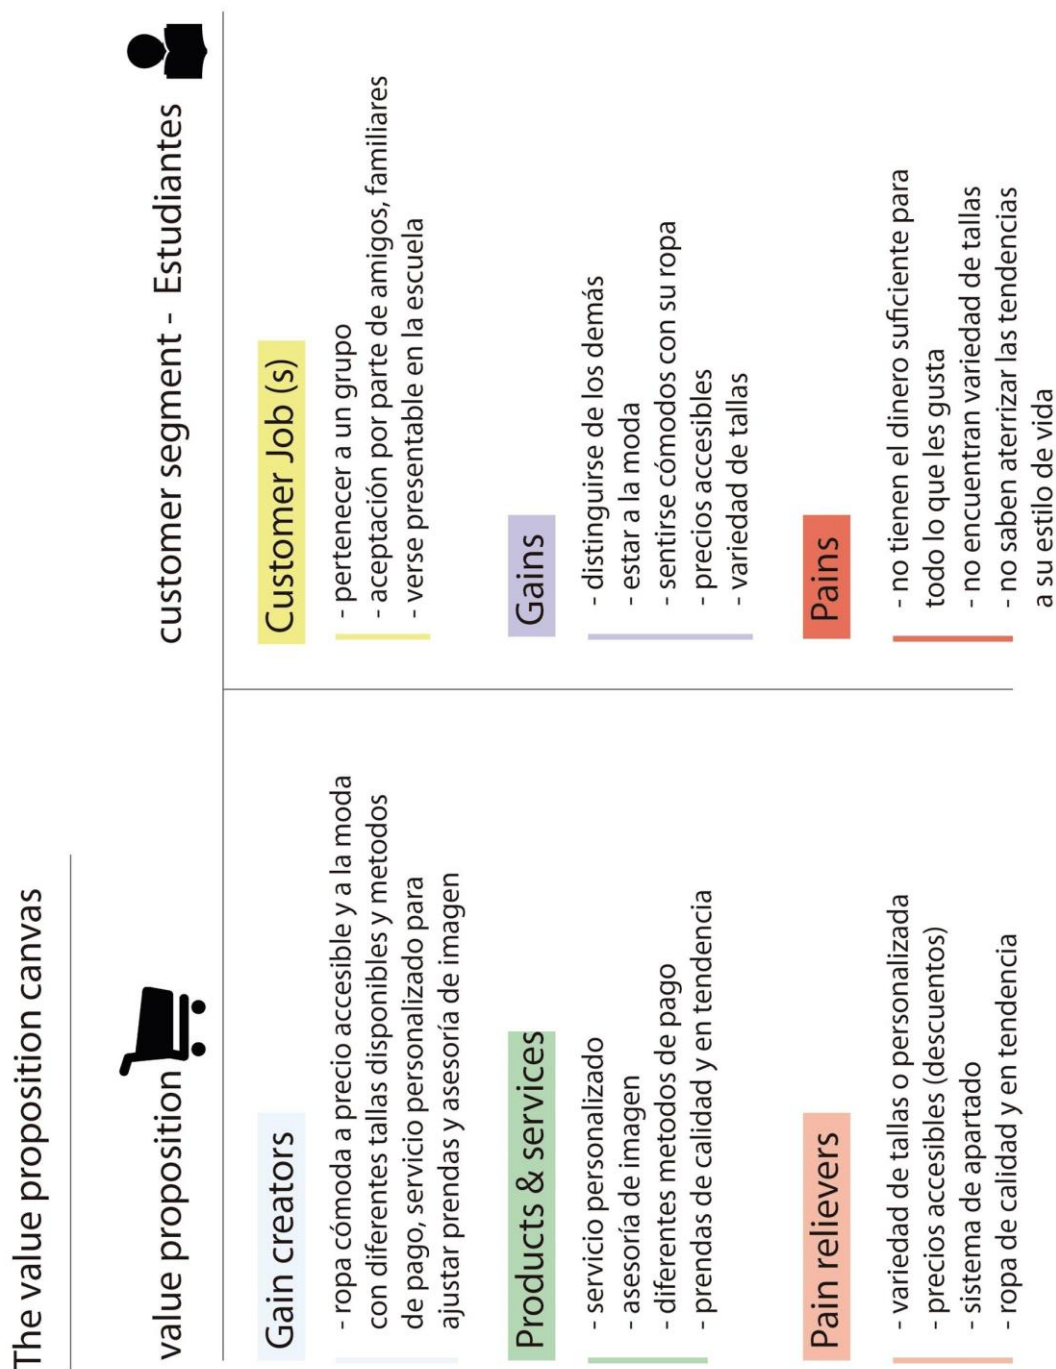 The value proposition canvas
value proposition
Gain creators
- ropa cómoda a precio accesible y a la moda
con diferentes tallas disponibles y metodos
de pago, servicio personalizado para
ajustar prendas y asesoría de imagen
Products & services
- servicio personalizado
- asesoría de imagen
- diferentes metodos de pago
- prendas de calidad y en tendencia
Pain relievers
- variedad de tallas o personalizada
- precios accesibles (descuentos)
- sistema de apartado
- ropa de calidad y en tendencia
customer segment - Estudiantes
Customer Job (s)
- pertenecer a un grupo
- aceptación por parte de amigos, familiares
- verse presentable en la escuela
Gains
- distinguirse de los demás
- estar a la moda
- sentirse cómodos con su ropa
- precios accesibles
- variedad de tallas
Pains
- no tienen el dinero suficiente para
todo lo que les gusta
- no encuentran variedad de tallas
- no saben aterrizar las tendencias
a su estilo de vida